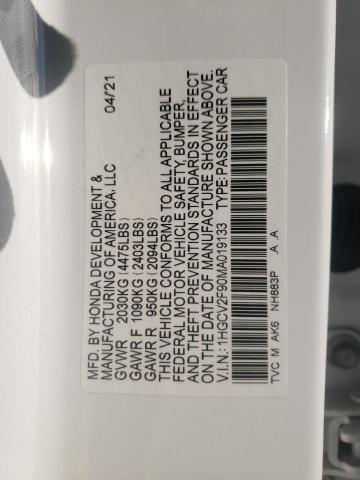 MFD. BY HONDA DEVELOPMENT &
MANUFACTURING OF AMERICA, LLC 04/21
GVWR 2030KG (4475LBS)
GAWR F 1090KG (2403LBS)
GAWR R 950KG (2094LBS)
THIS VEHICLE CONFORMS TO ALL APPLICABLE
FEDERAL MOTOR VEHICLE SAFETY, BUMPER,
AND THEFT PREVENTION STANDARDS IN EFFECT
ON THE DATE OF MANUFACTURE SHOWN ABOVE.
V.I.N.: 1HGCV2F90MA019133 TYPE: PASSENGER CAR
TVC M AK6 NH883P A A